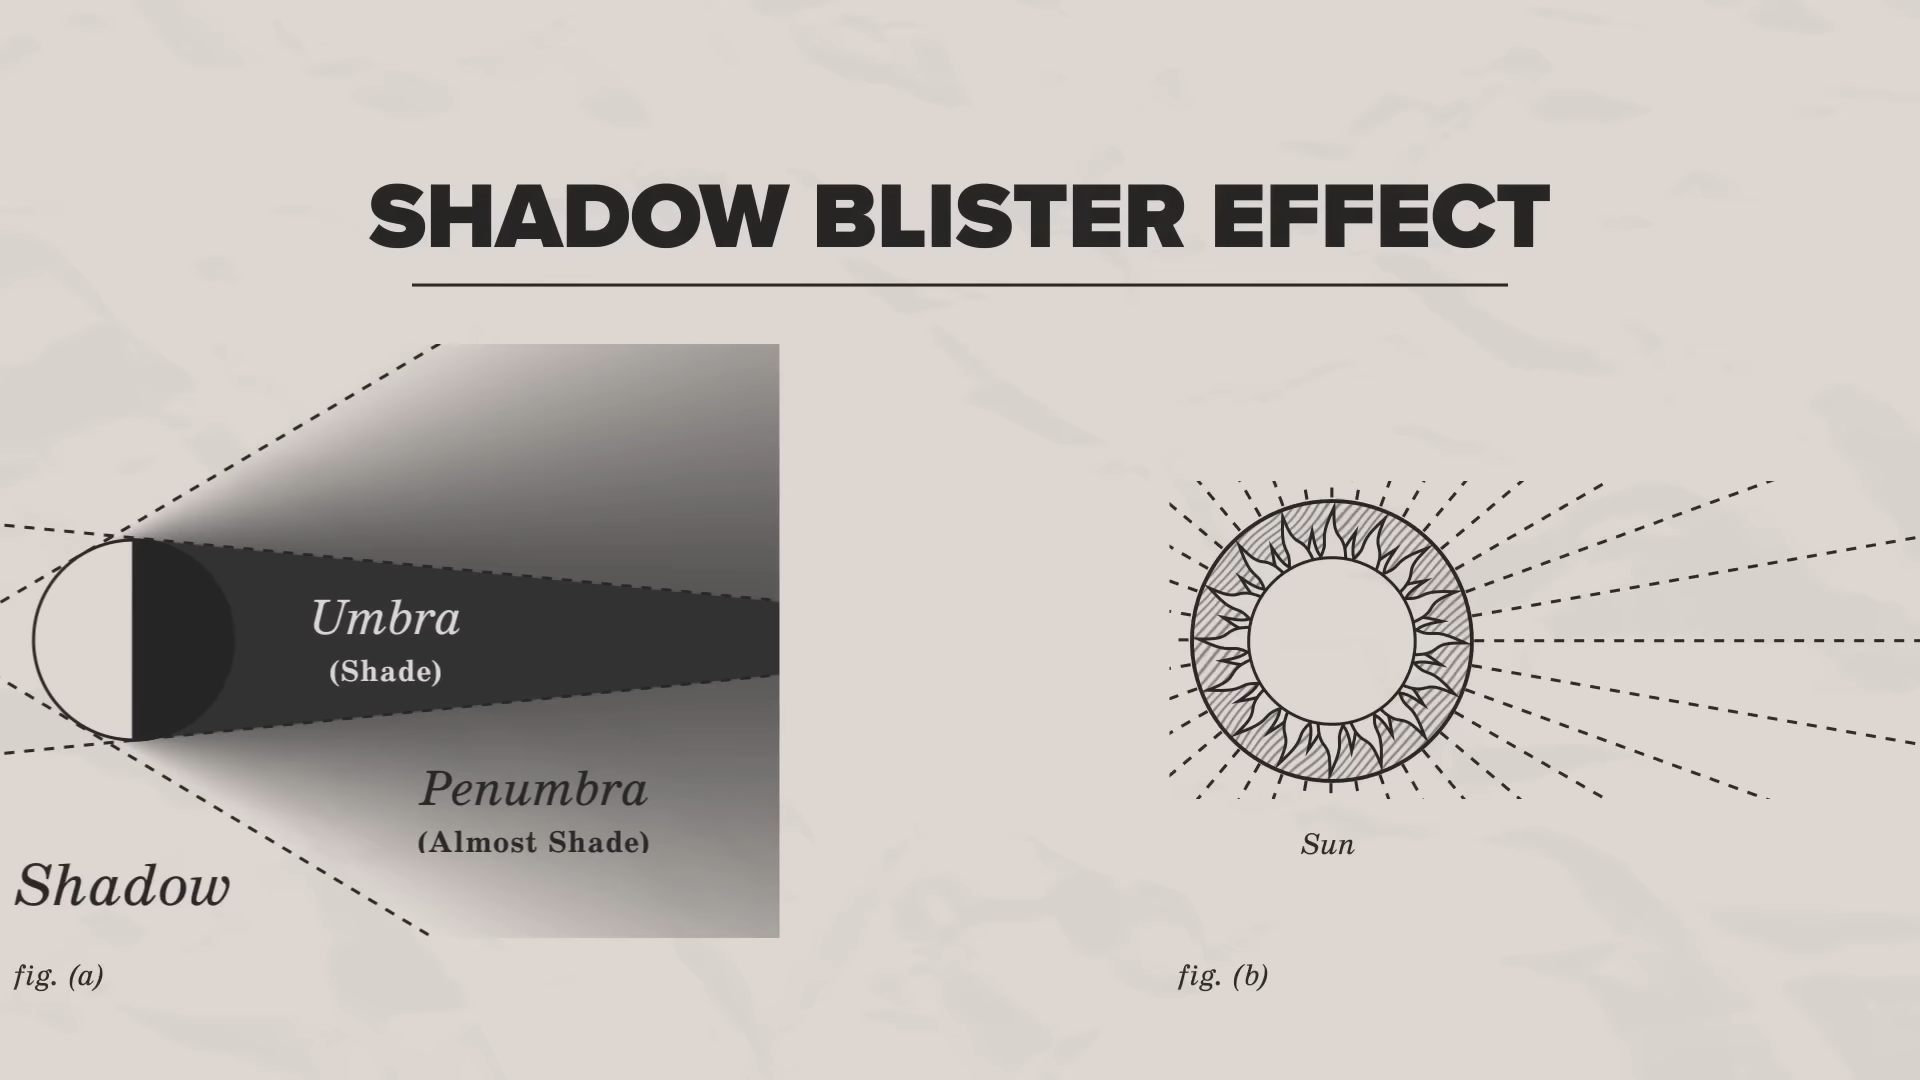 SHADOW BLISTER EFFECT
Umbra
(Shade)
Penumbra
(Almost Shade)
Shadow
fig. (a)
Sun
fig. (b)